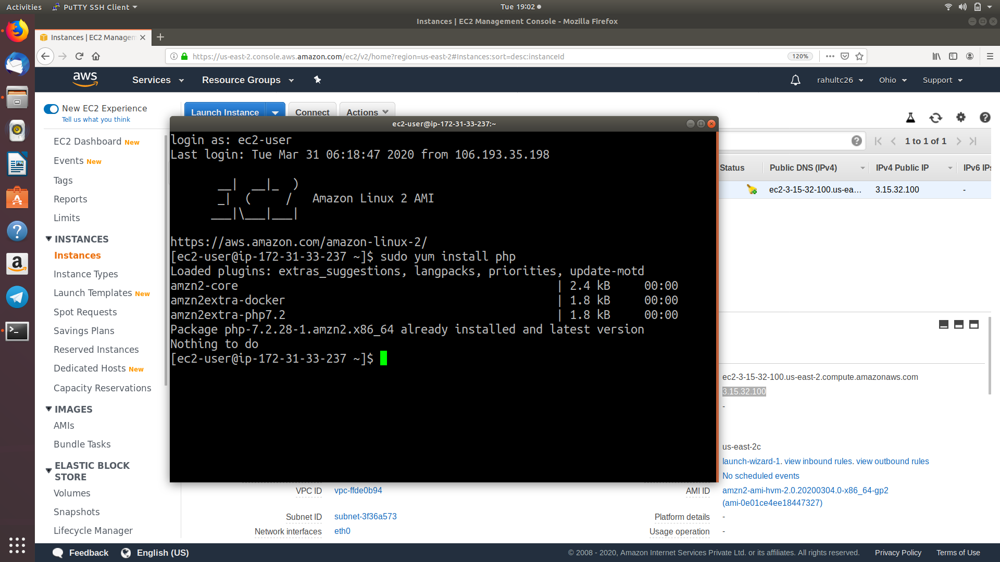 Activities
PuTTY SSH Client
Tue 19:02
Instances | EC2 Management Console - Mozilla Firefox
Instances | EC2 Managem
https://us-east-2.console.aws.amazon.com/ec2/v2/home?region=us-east-2#Instances:sort=desc:instanceId
120%
aws
Services
Resource Groups
rahultc26
Ohio
Support
New EC2 Experience
Tell us what you think
EC2 Dashboard New
Events New
Tags
Reports
Limits
INSTANCES
Instances
Instance Types
Launch Templates New
Spot Requests
Savings Plans
Reserved Instances
Dedicated Hosts New
Capacity Reservations
IMAGES
AMIs
Bundle Tasks
ELASTIC BLOCK
STORE
Volumes
Snapshots
Lifecycle Manager
Launch Instance
Connect
Actions
1 to 1 of 1
Status
Public DNS (IPv4)
IPv4 Public IP
IPv6 IPs
ec2-3-15-32-100.us-ea...
3.15.32.100
-
ec2-user@ip-172-31-33-237:~
login as: ec2-user
Last login: Tue Mar 31 06:18:47 2020 from 106.193.35.198
       __|  __|_  )
       _|  (     /   Amazon Linux 2 AMI
      ___|\___|___|
https://aws.amazon.com/amazon-linux-2/
[ec2-user@ip-172-31-33-237 ~]$ sudo yum install php
Loaded plugins: extras_suggestions, langpacks, priorities, update-motd
amzn2-core | 2.4 kB 00:00
amzn2extra-docker | 1.8 kB 00:00
amzn2extra-php7.2 | 1.8 kB 00:00
Package php-7.2.28-1.amzn2.x86_64 already installed and latest version
Nothing to do
[ec2-user@ip-172-31-33-237 ~]$
ec2-3-15-32-100.us-east-2.compute.amazonaws.com
3.15.32.100
-
us-east-2c
launch-wizard-1. view inbound rules. view outbound rules
No scheduled events
VPC ID vpc-ffde0b94
AMI ID amzn2-ami-hvm-2.0.20200304.0-x86_64-gp2
(ami-0e01ce4ee18447327)
Subnet ID subnet-3f36a573
Platform details -
Network interfaces eth0
Usage operation -
Feedback
English (US)
© 2008 - 2020, Amazon Internet Services Private Ltd. or its affiliates. All rights reserved.
Privacy Policy
Terms of Use